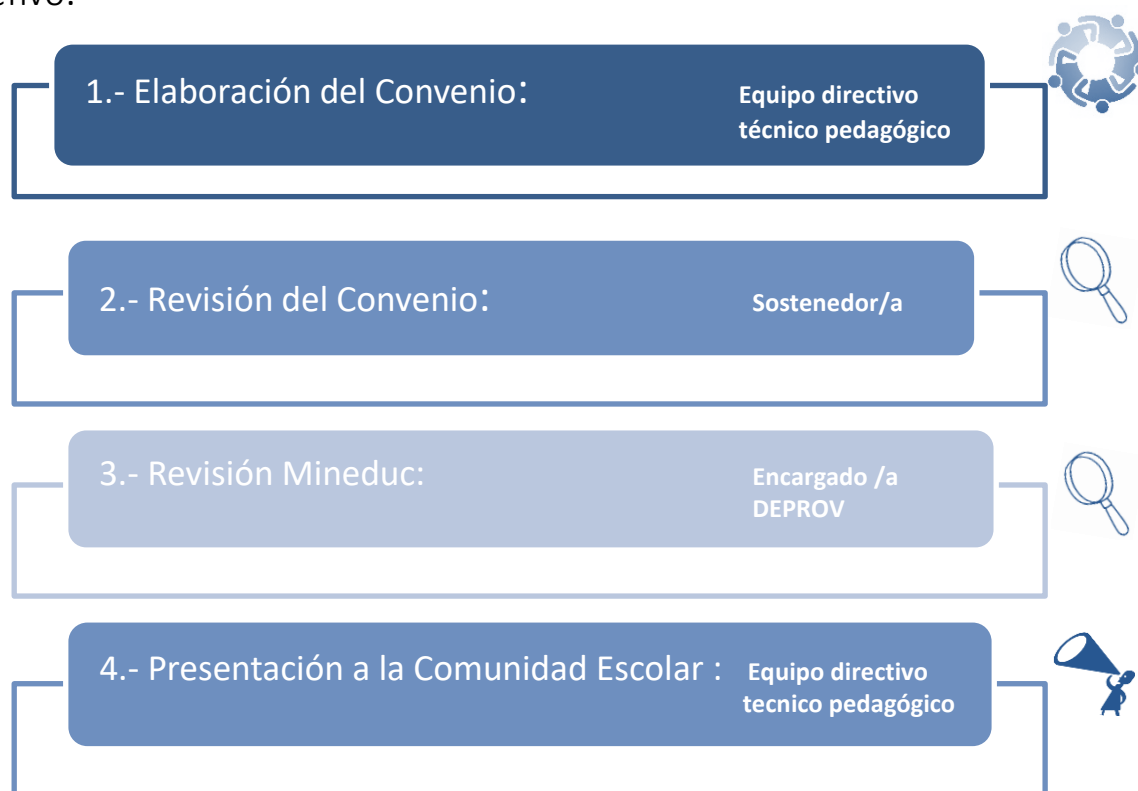 1.- Elaboración del Convenio:
Equipo directivo
técnico pedagógico
2.- Revisión del Convenio:
Sostenedor/a
3.- Revisión Mineduc:
Encargado /a
DEPROV
4.- Presentación a la Comunidad Escolar :
Equipo directivo
tecnico pedagógico